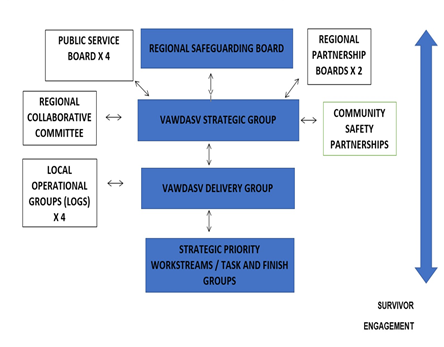 PUBLIC SERVICE
BOARD X 4
REGIONAL SAFEGUARDING BOARD
REGIONAL
PARTNERSHIP
BOARDS X 2
REGIONAL
COLLABORATIVE
COMMITTEE
VAWDASV STRATEGIC GROUP
COMMUNITY
SAFETY
PARTNERSHIPS
LOCAL
OPERATIONAL
GROUPS (LOGS)
X 4
VAWDASV DELIVERY GROUP
STRATEGIC PRIORITY
WORKSTREAMS / TASK AND FINISH
GROUPS
SURVIVOR
ENGAGEMENT